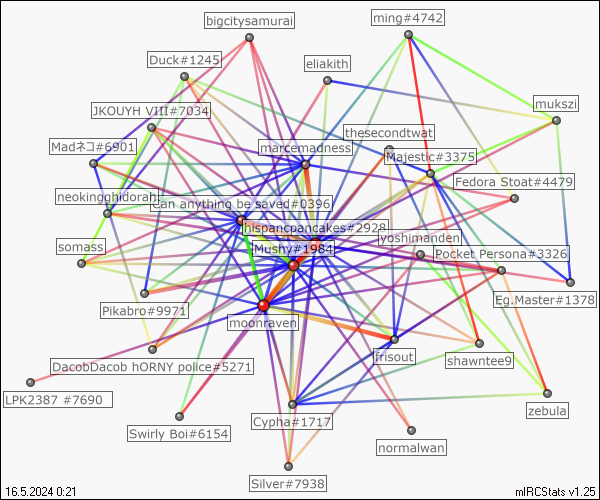 bigcitysamurai
ming#4742
Duck#1245
eliakith
JKOUYH VIII#7034
mukszi
thesecondtwat
Madネコ#6901
marcemadness
Majestic#3375
Fedora Stoat#4479
neokingghidorah
Can anything be saved#0396
hispancpancakes#2928
somass
Mushy#1984
yoshimanden
Pocket Persona#3326
Pikabro#9971
Eg.Master#1378
moonraven
DacobDacob hORNY police#5271
frisout
shawntee9
LPK2387 #7690
Swirly Boi#6154
Cypha#1717
zebula
normalwan
Silver#7938
16.5.2024 0:21
mIRCStats v1.25